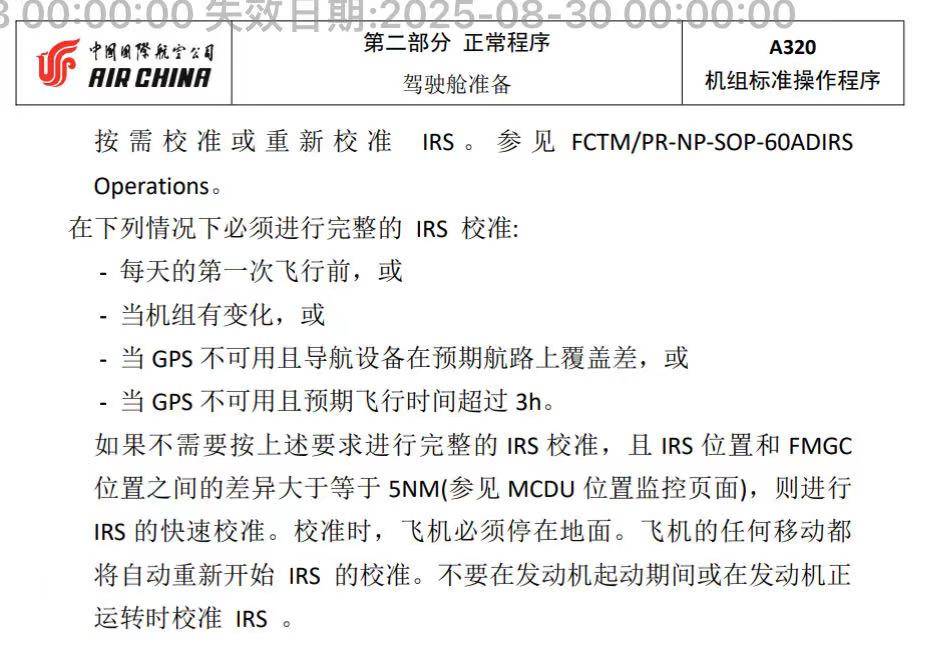 3 00:00:00 失效日期:2025-08-30 00:00:00
中国国际航空公司
AIR CHINA
第二部分 正常程序
驾驶舱准备
A320
机组标准操作程序
按需校准或重新校准 IRS。参见 FCTM/PR-NP-SOP-60ADIRS
Operations。
在下列情况下必须进行完整的 IRS 校准:
- 每天的第一次飞行前，或
- 当机组有变化，或
- 当 GPS 不可用且导航设备在预期航路上覆盖差，或
- 当 GPS 不可用且预期飞行时间超过 3h。
如果不需要按上述要求进行完整的 IRS 校准，且 IRS 位置和 FMGC
位置之间的差异大于等于 5NM(参见 MCDU 位置监控页面)，则进行
IRS 的快速校准。校准时，飞机必须停在地面。飞机的任何移动都
将自动重新开始 IRS 的校准。不要在发动机起动期间或在发动机正
运转时校准 IRS 。